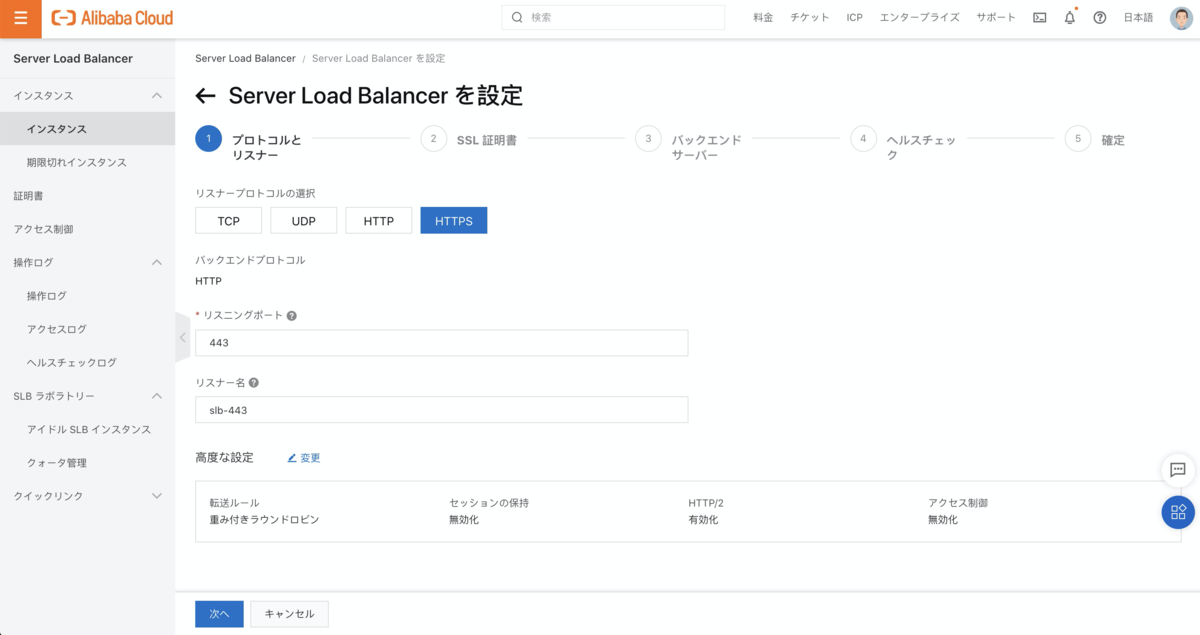 Alibaba Cloud
検索
料金
チケット
ICP
エンタープライズ
サポート
日本語
Server Load Balancer
インスタンス
インスタンス
期限切れインスタンス
証明書
アクセス制御
操作ログ
操作ログ
アクセスログ
ヘルスチェックログ
SLB ラボラトリー
アイドル SLB インスタンス
クォータ管理
クイックリンク
Server Load Balancer / Server Load Balancer を設定
Server Load Balancer を設定
1
プロトコルと
リスナー
2
SSL 証明書
3
バックエンド
サーバー
4
ヘルスチェッ
ク
5
確定
リスナープロトコルの選択
TCP
UDP
HTTP
HTTPS
バックエンドプロトコル
HTTP
* リスニングポート
443
リスナー名
slb-443
高度な設定
変更
転送ルール
重み付きラウンドロビン
セッションの保持
無効化
HTTP/2
有効化
アクセス制御
無効化
次へ
キャンセル